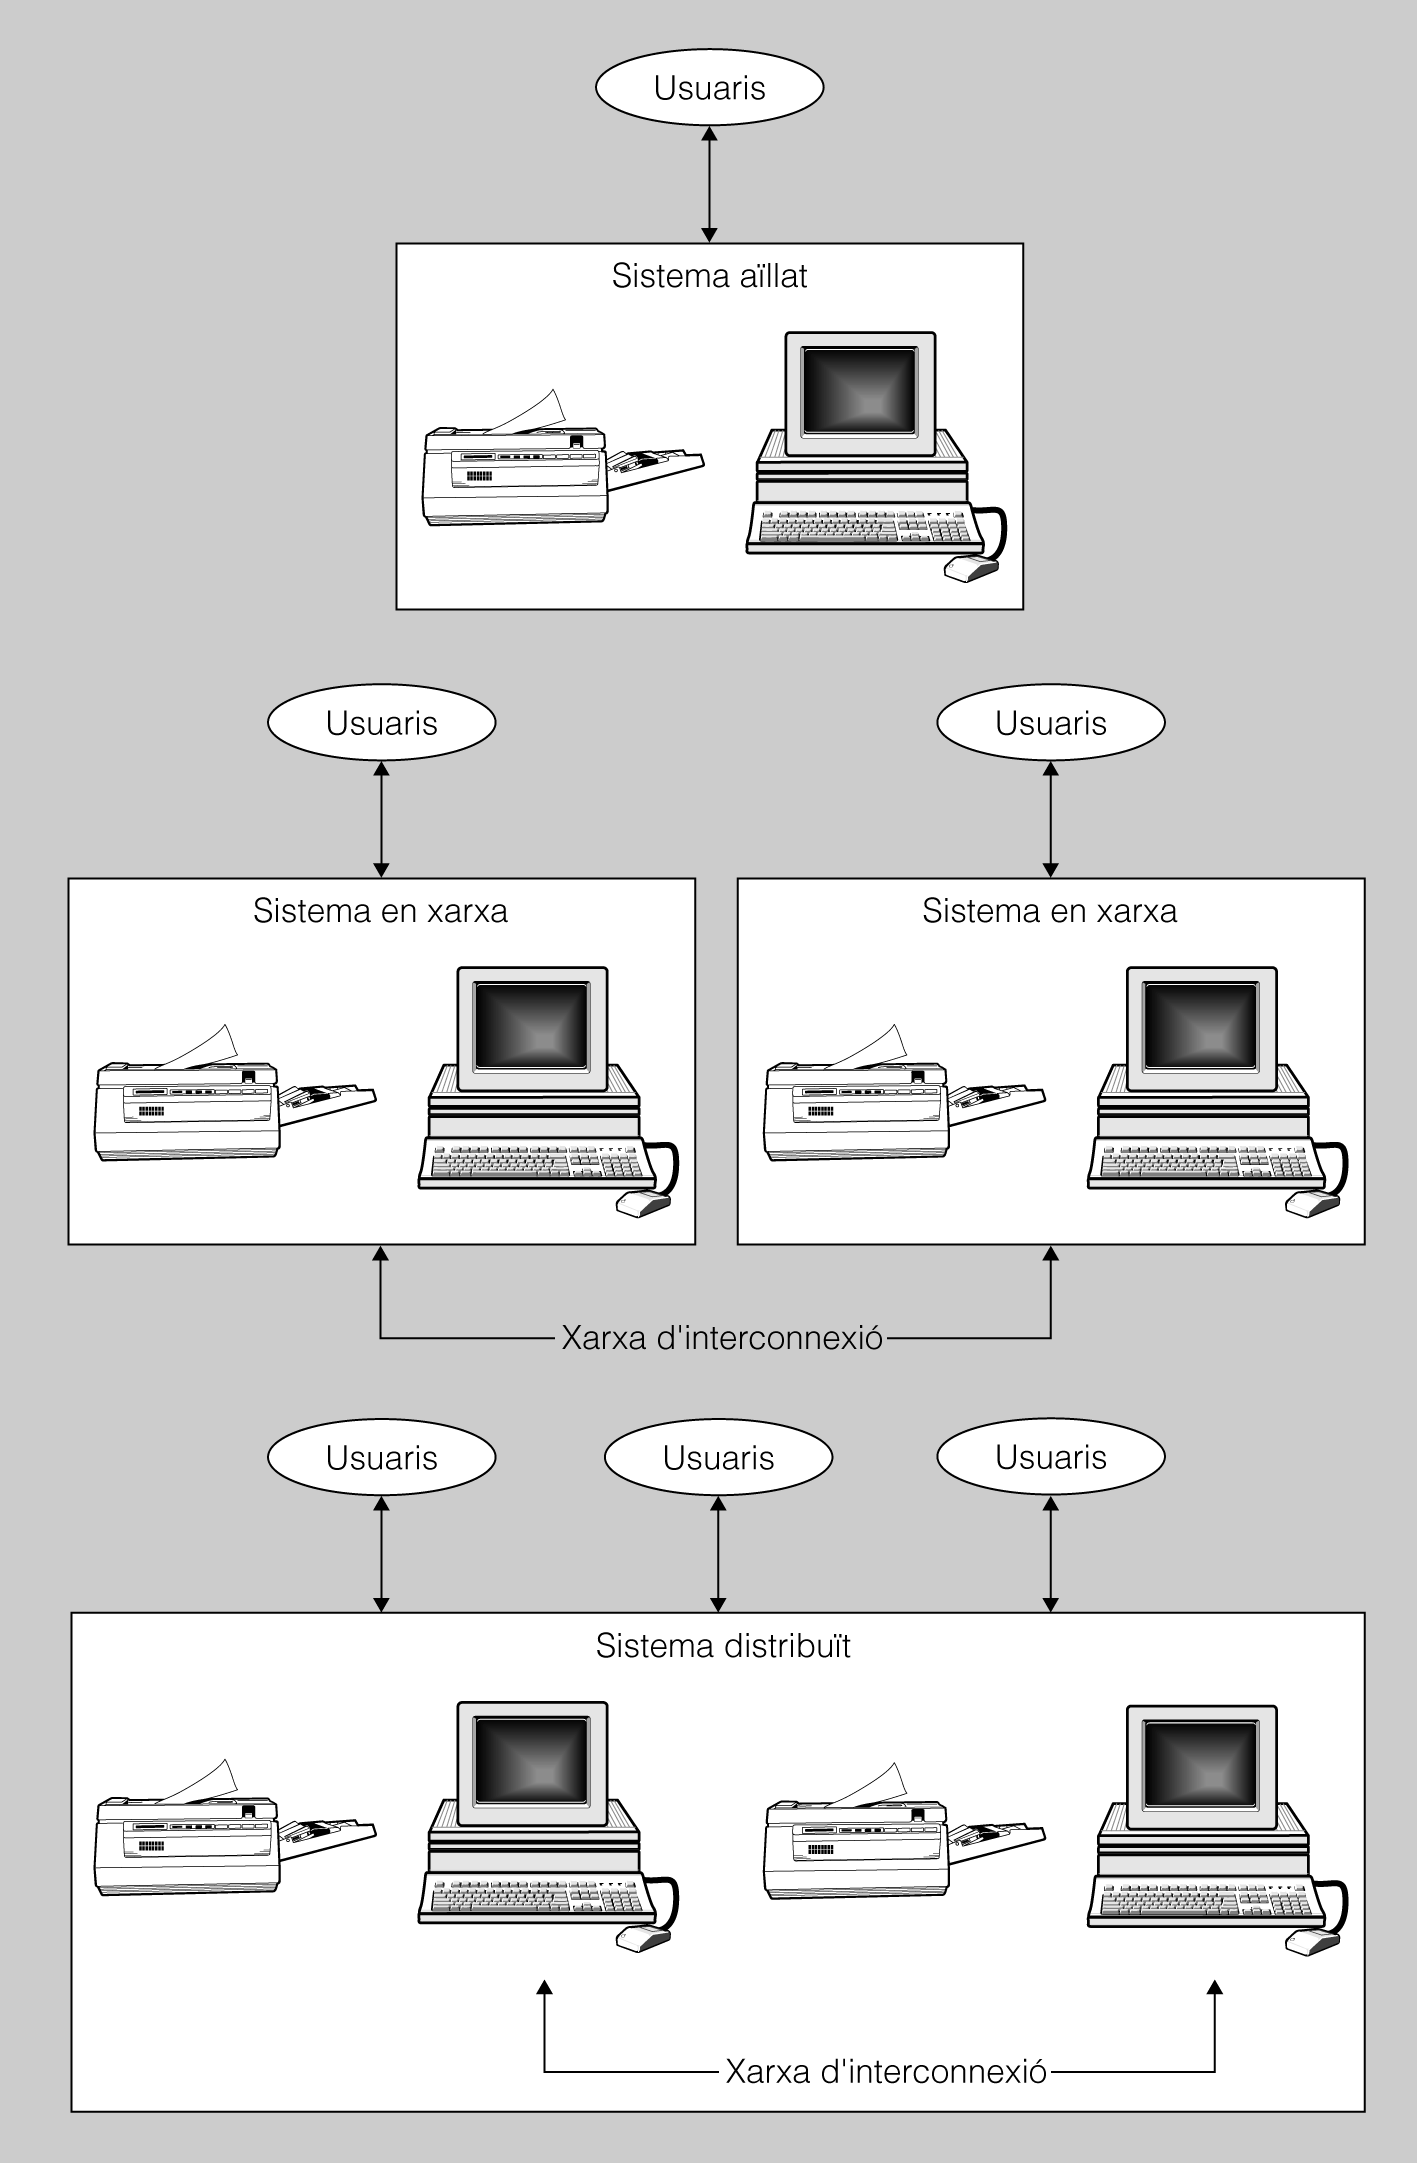 Usuaris
Sistema aïllat
Usuaris
Usuaris
Sistema en xarxa
Sistema en xarxa
Xarxa d'interconnexió
Usuaris
Usuaris
Usuaris
Sistema distribuït
Xarxa d'interconnexió